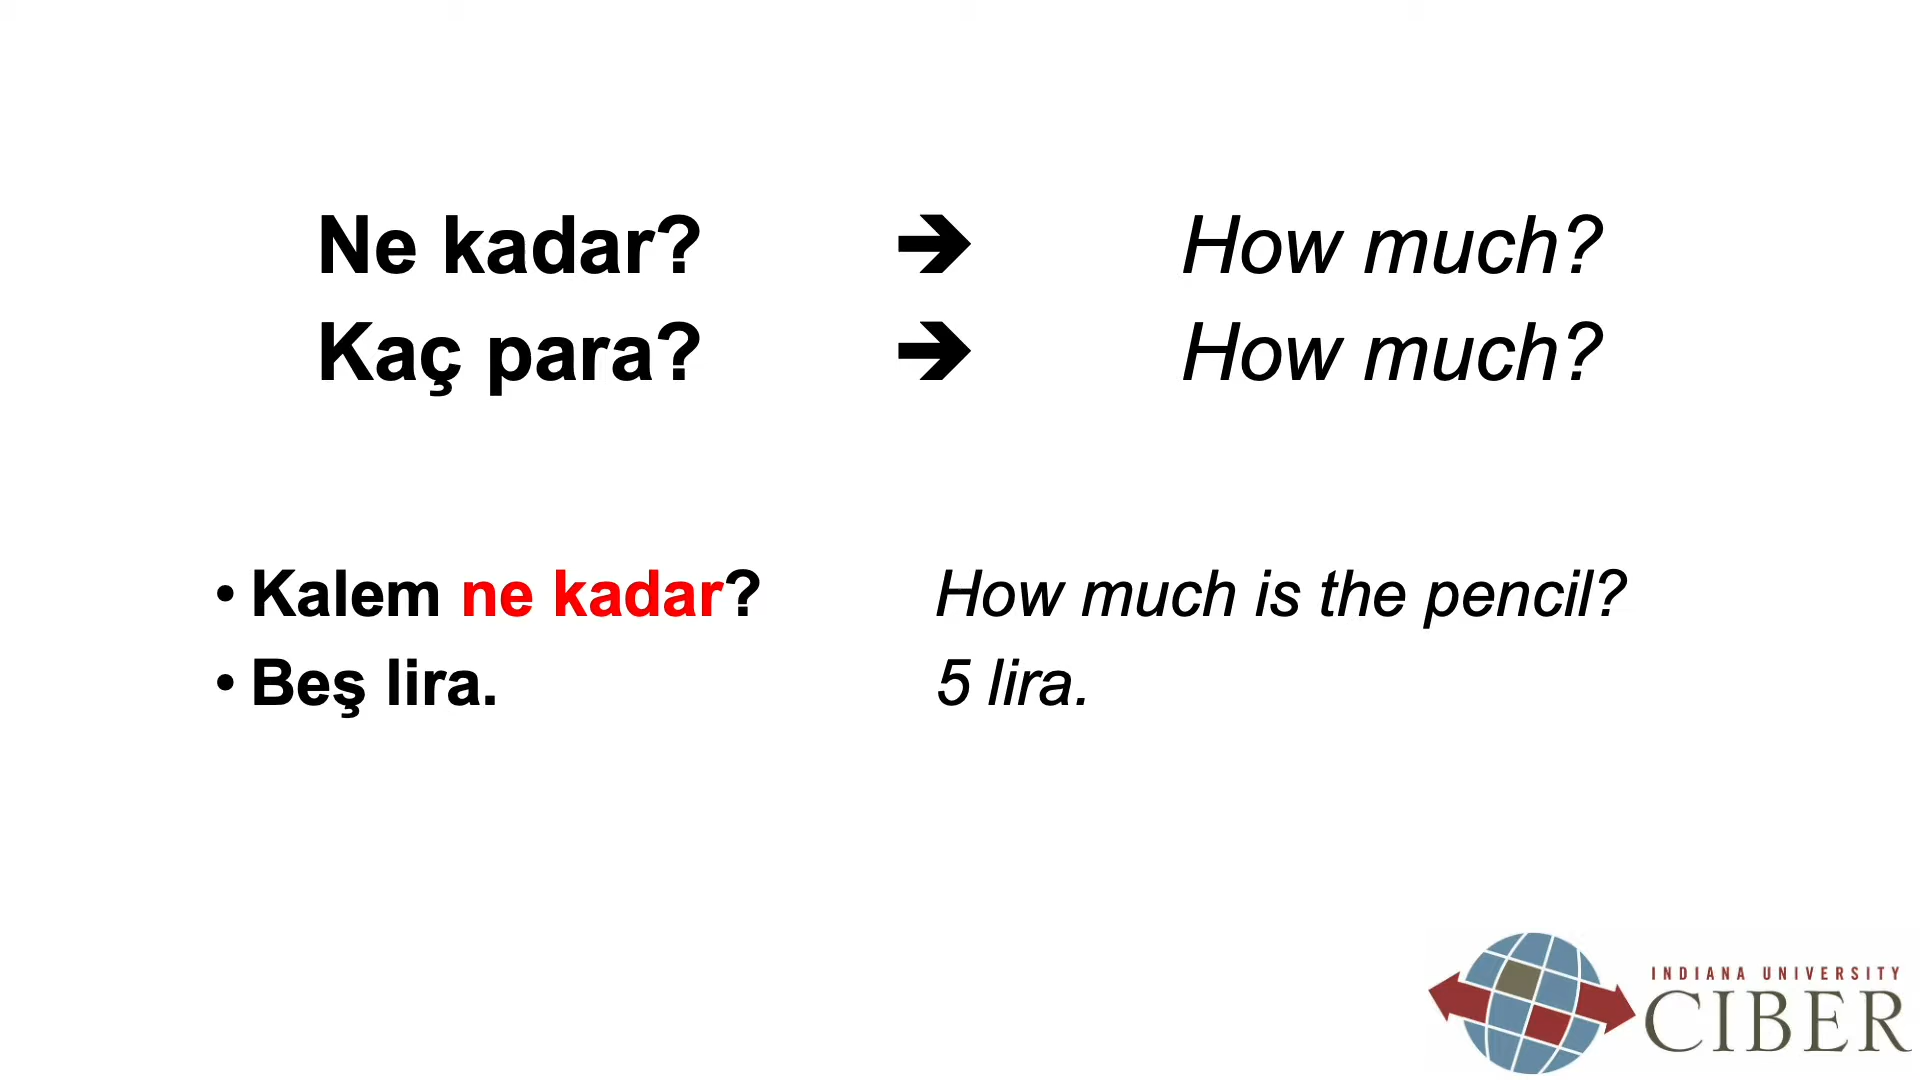 Ne kadar? ➔ How much?
Kaç para? ➔ How much?
• Kalem ne kadar? How much is the pencil?
• Beş lira. 5 lira.
INDIANA UNIVERSITY
CIBER